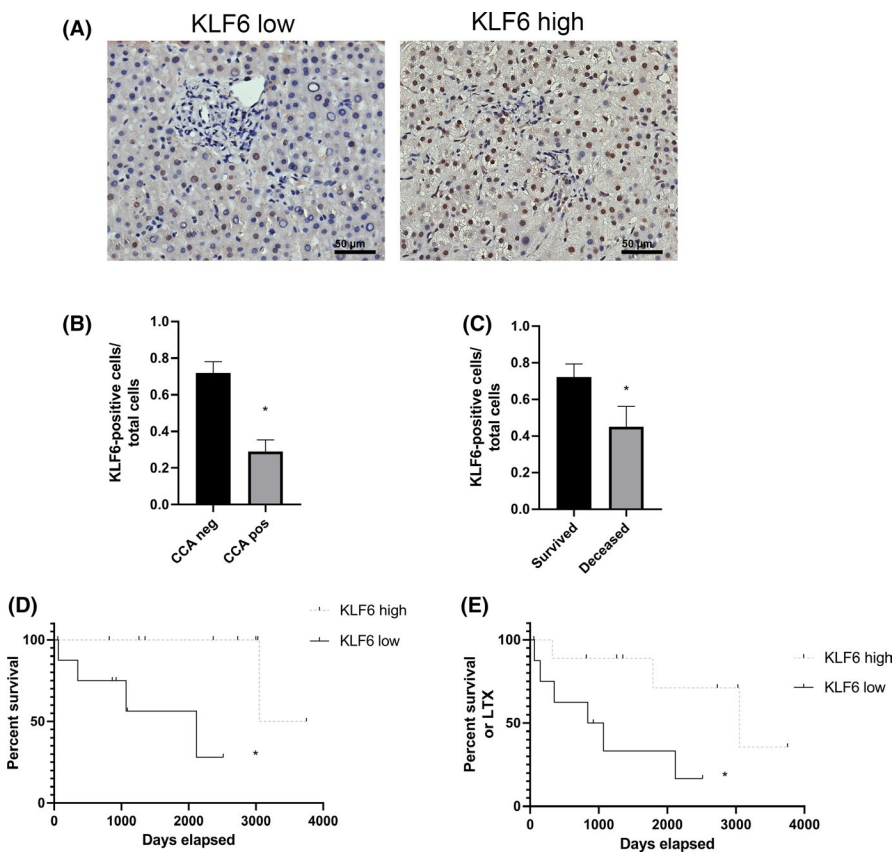 (A)
KLF6 low
KLF6 high
50 µm
50 µm
(B)
KLF6-positive cells/
total cells
1.0
0.8
0.6
0.4
0.2
0.0
*
CCA neg
CCA pos
(C)
KLF6-positive cells/
total cells
1.0
0.8
0.6
0.4
0.2
0.0
*
Survived
Deceased
(D)
KLF6 high
KLF6 low
Percent survival
100
50
0
*
0
1000
2000
3000
4000
Days elapsed
(E)
KLF6 high
KLF6 low
Percent survival
or LTX
100
50
0
*
0
1000
2000
3000
4000
Days elapsed